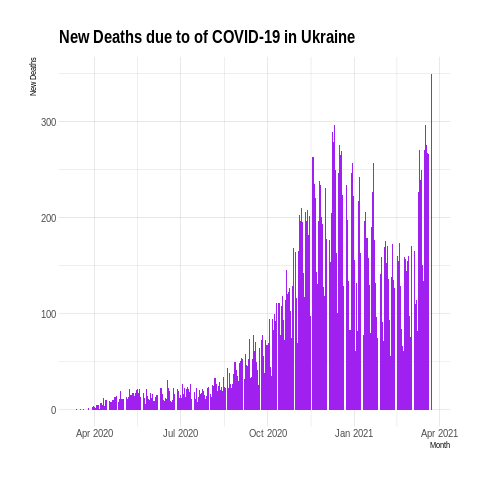 New Deaths due to of COVID-19 in Ukraine
New Deaths
300
200
100
0
Apr 2020 Jul 2020 Oct 2020 Jan 2021 Apr 2021
Month